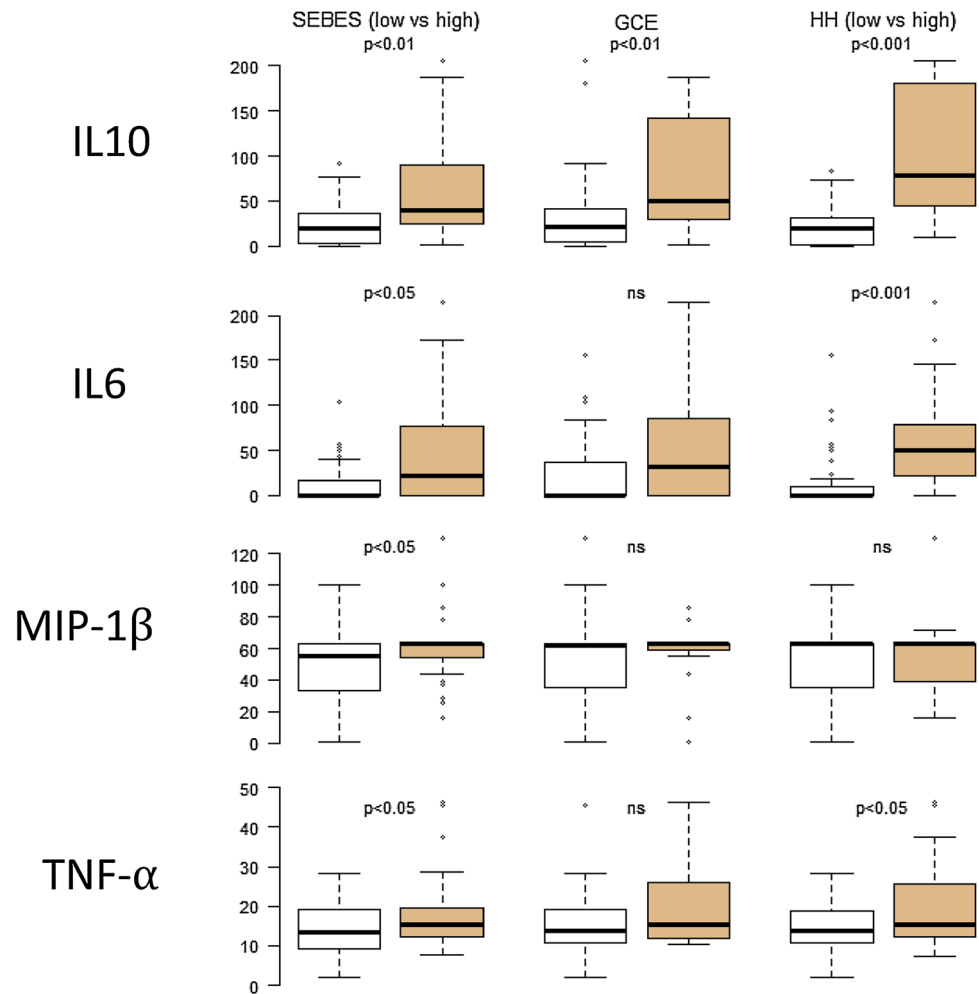 SEBES (low vs high)
GCE
HH (low vs high)
p<0.01
p<0.01
p<0.001
IL10
200
150
100
50
0
p<0.05
ns
p<0.001
IL6
200
150
100
50
0
p<0.05
ns
ns
MIP-1β
120
100
80
60
40
20
0
p<0.05
ns
p<0.05
TNF-α
50
40
30
20
10
0